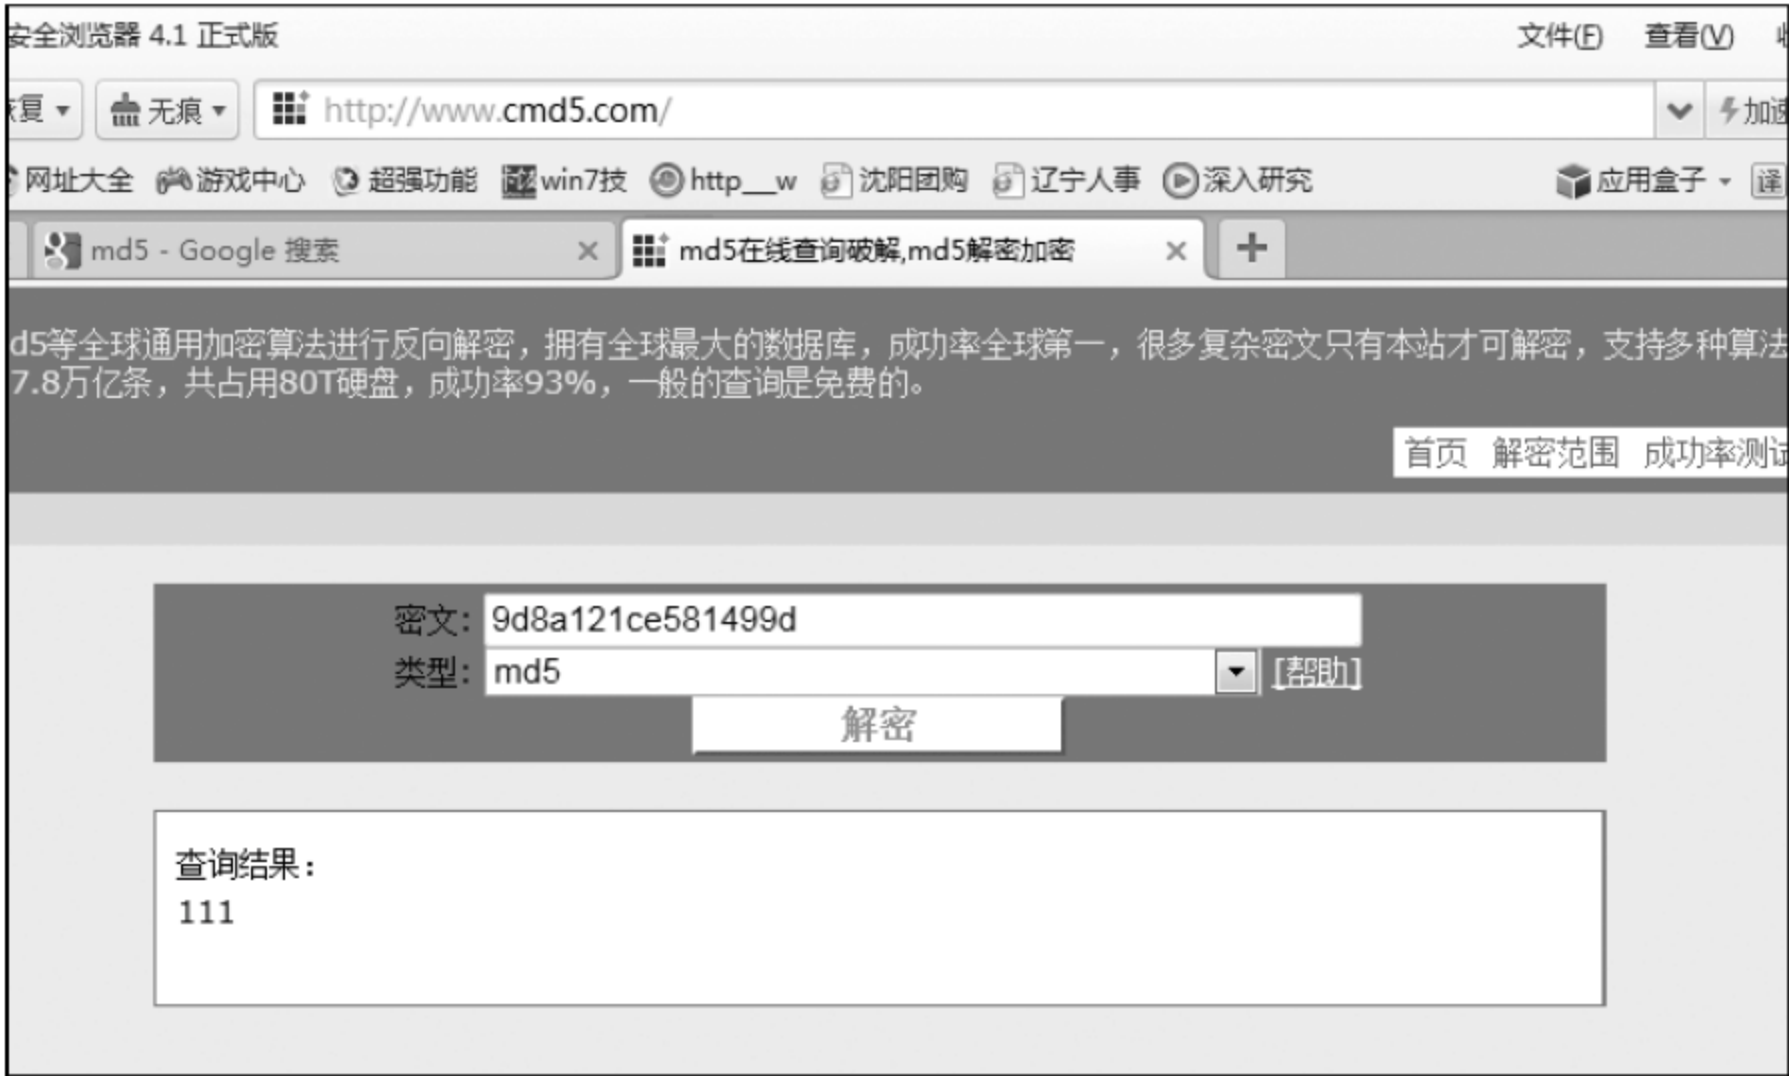 安全浏览器 4.1 正式版 文件(F) 查看(V)
恢复 无痕 http://www.cmd5.com/ 加速
网址大全 游戏中心 超强功能 win7技 http__w 沈阳团购 辽宁人事 深入研究 应用盒子 译
md5 - Google 搜索 md5在线查询破解,md5解密加密
d5等全球通用加密算法进行反向解密，拥有全球最大的数据库，成功率全球第一，很多复杂密文只有本站才可解密，支持多种算法
7.8万亿条，共占用80T硬盘，成功率93%，一般的查询是免费的。
首页 解密范围 成功率测试
密文: 9d8a121ce581499d
类型: md5 [帮助]
解密
查询结果:
111